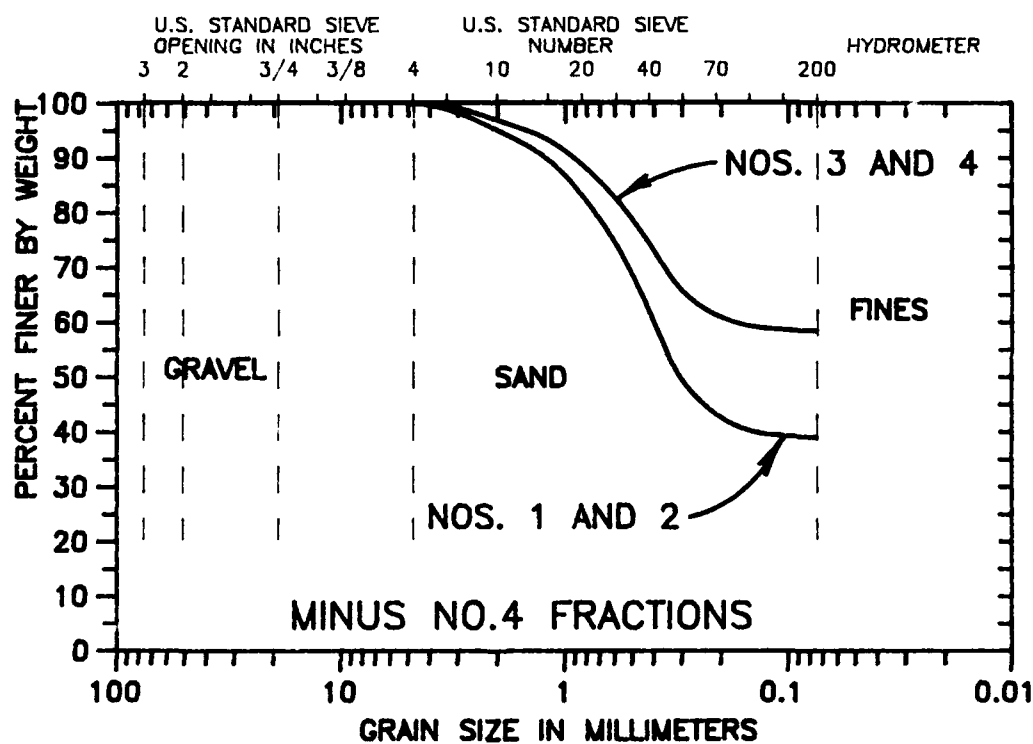 U.S. STANDARD SIEVE
OPENING IN INCHES
U.S. STANDARD SIEVE
NUMBER
HYDROMETER
3 2 3/4 3/8 4 10 20 40 70 200
PERCENT FINER BY WEIGHT
100
90
80
70
60
50
40
30
20
10
0
NOS. 3 AND 4
FINES
GRAVEL
SAND
NOS. 1 AND 2
MINUS NO.4 FRACTIONS
100 10 1 0.1 0.01
GRAIN SIZE IN MILLIMETERS